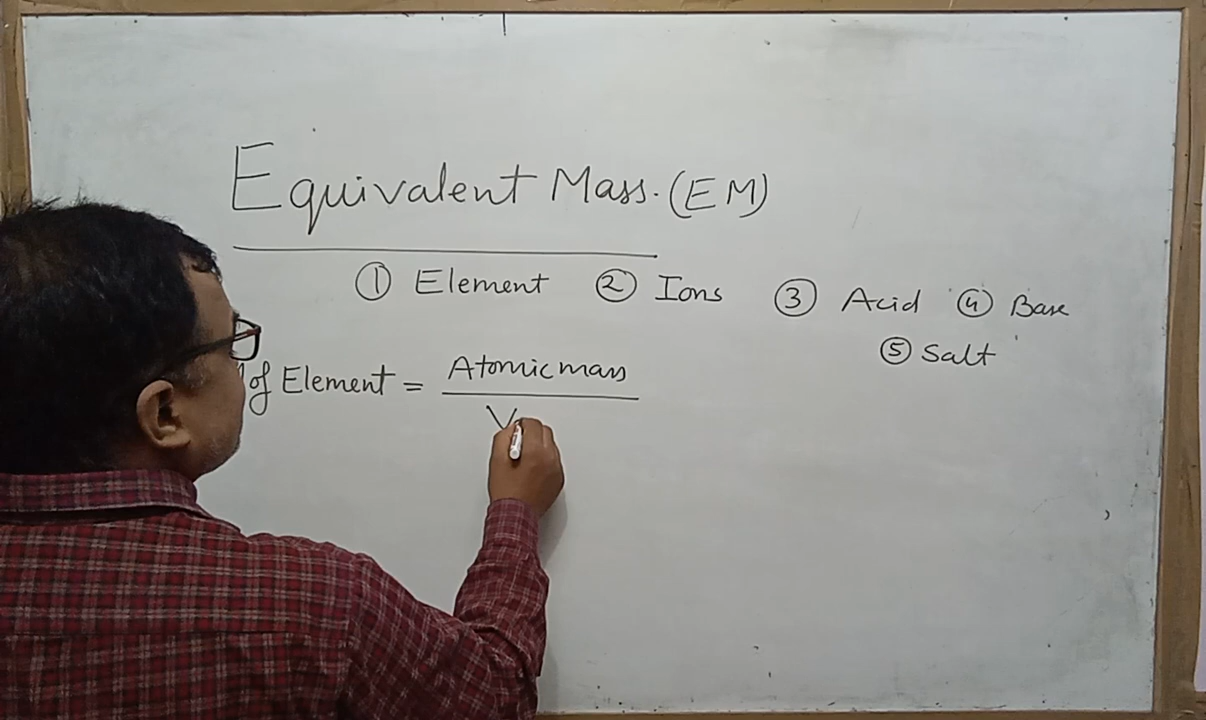 Equivalent Mass. (EM)
① Element ② Ions ③ Acid ④ Base
⑤ Salt
of Element = Atomic mass
V